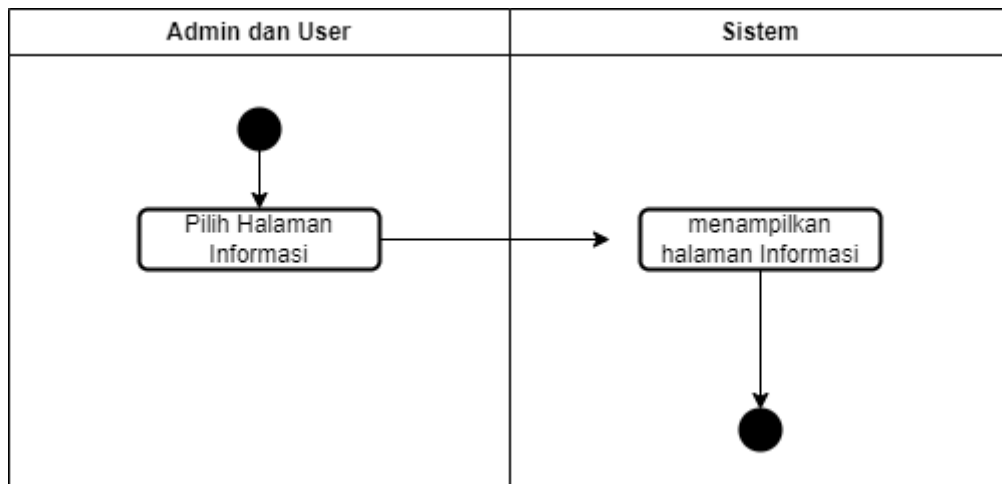 Admin dan User
Sistem
Pilih Halaman
Informasi
menampilkan
halaman Informasi